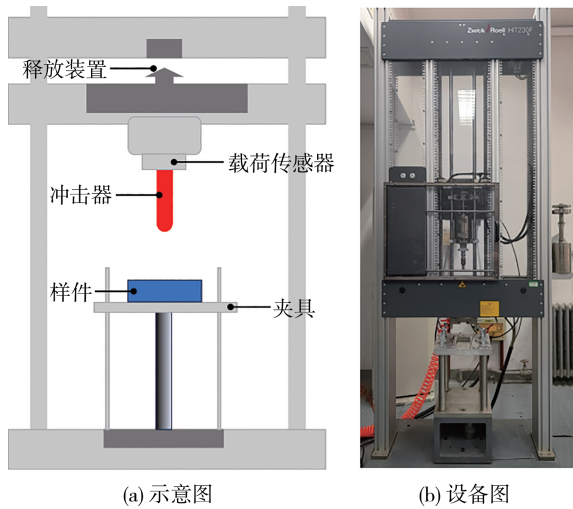 释放装置
载荷传感器
冲击器
样件
夹具
(a) 示意图
Zwick Roell HIT230F
(b) 设备图